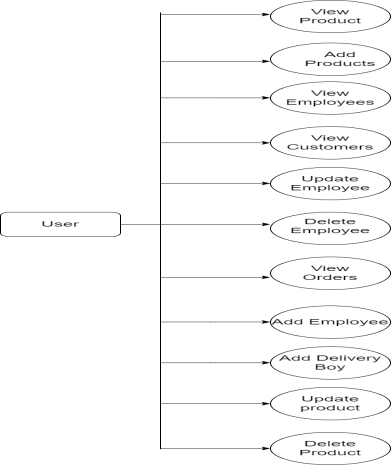 View
Product
Add
Products
View
Employees
View
Customers
Update
Employee
User
Delete
Employee
View
Orders
Add Employee
Add Delivery
Boy
Update
product
Delete
Product